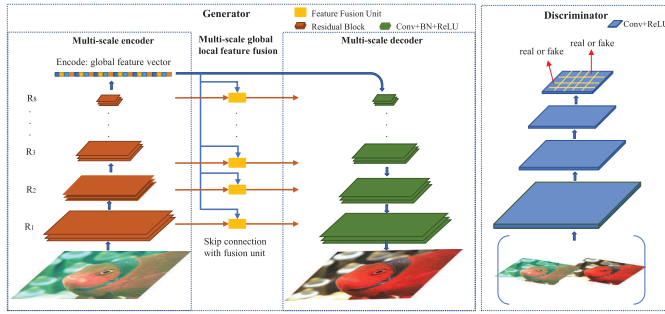 Generator
Feature Fusion Unit
Residual Block
Conv+BN+ReLU
Multi-scale encoder
Multi-scale global
local feature fusion
Multi-scale decoder
Encode: global feature vector
R8
R3
R2
R1
Skip connection
with fusion unit
Discriminator
Conv+ReLU
real or fake
real or fake